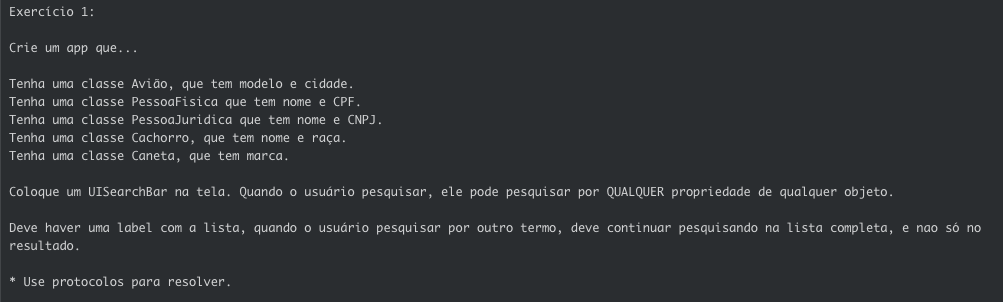 Exercício 1:
Crie um app que...
Tenha uma classe Avião, que tem modelo e cidade.
Tenha uma classe PessoaFisica que tem nome e CPF.
Tenha uma classe PessoaJuridica que tem nome e CNPJ.
Tenha uma classe Cachorro, que tem nome e raça.
Tenha uma classe Caneta, que tem marca.
Coloque um UISearchBar na tela. Quando o usuário pesquisar, ele pode pesquisar por QUALQUER propriedade de qualquer objeto.
Deve haver uma label com a lista, quando o usuário pesquisar por outro termo, deve continuar pesquisando na lista completa, e nao só no
resultado.
* Use protocolos para resolver.